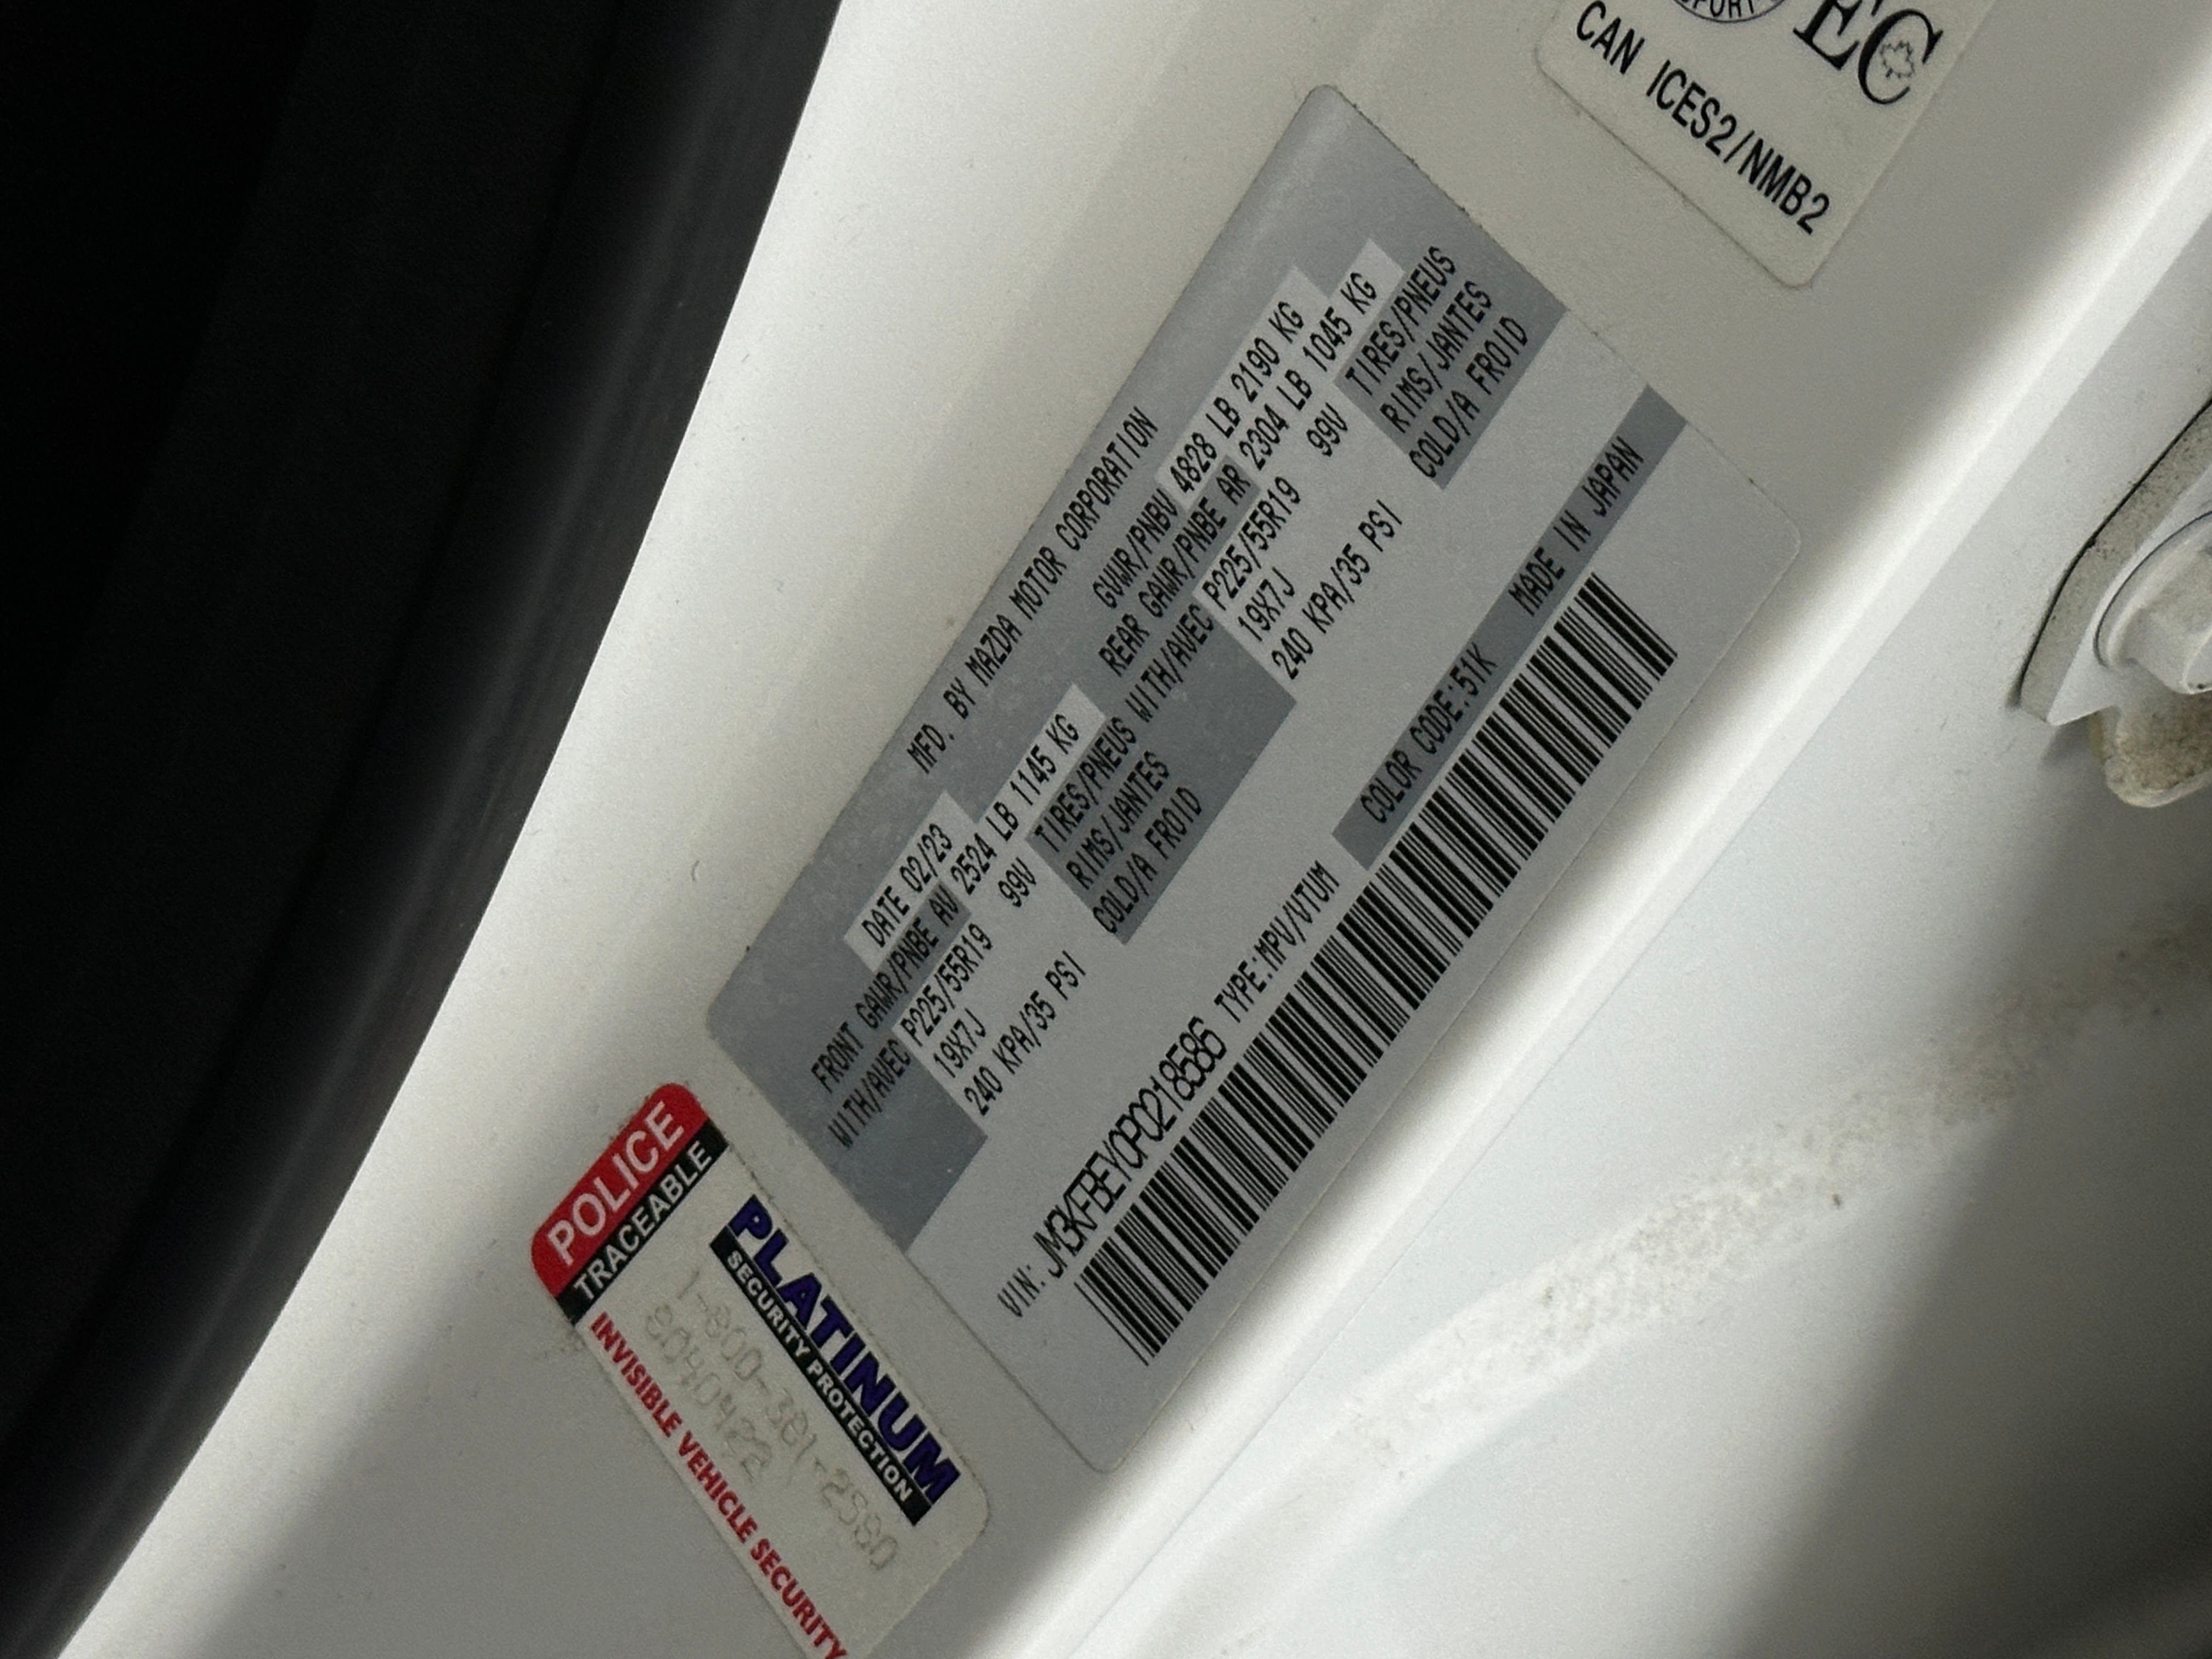 EC
CAN ICES2/NMB2
MFD. BY MAZDA MOTOR CORPORATION
DATE 02/23 GVWR/PNBV 4828 LB 2190 KG
FRONT GAWR/PNBE AV 2524 LB 1145 KG REAR GAWR/PNBE AR 2304 LB 1045 KG
WITH/AVEC P225/55R19 99V TIRES/PNEUS WITH/AVEC P225/55R19 99V TIRES/PNEUS
19X7J RIMS/JANTES 19X7J RIMS/JANTES
240 KPA/35 PSI COLD/A FROID 240 KPA/35 PSI COLD/A FROID
VIN: JM3KFBEY0P0218586 TYPE:MPV/VTUM COLOR CODE:51K MADE IN JAPAN
POLICE
TRACEABLE
PLATINUM
SECURITY PROTECTION
INVISIBLE VEHICLE SECURITY